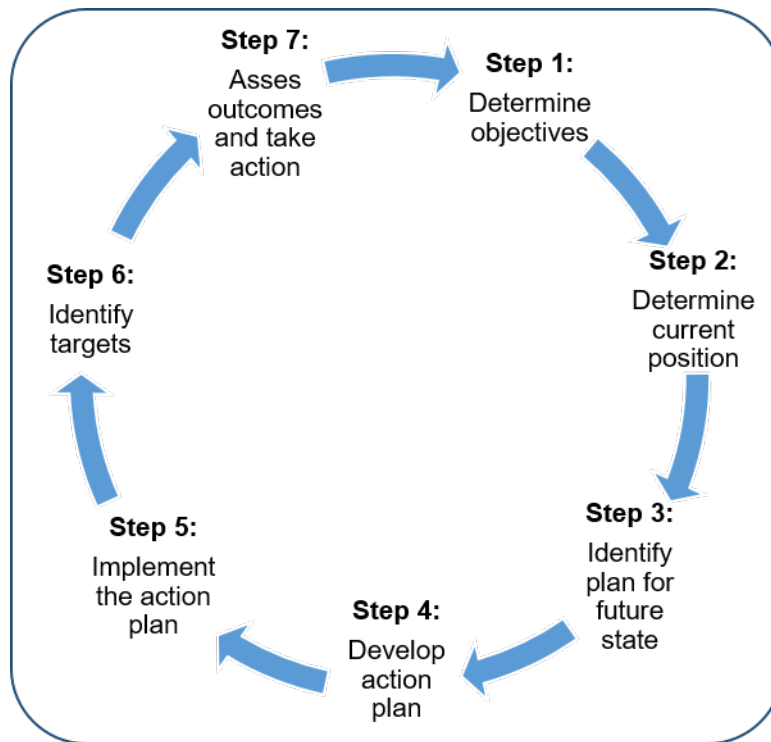 Step 1:
Determine
objectives
Step 2:
Determine
current
position
Step 3:
Identify
plan for
future
state
Step 4:
Develop
action
plan
Step 5:
Implement
the action
plan
Step 6:
Identify
targets
Step 7:
Asses
outcomes
and take
action